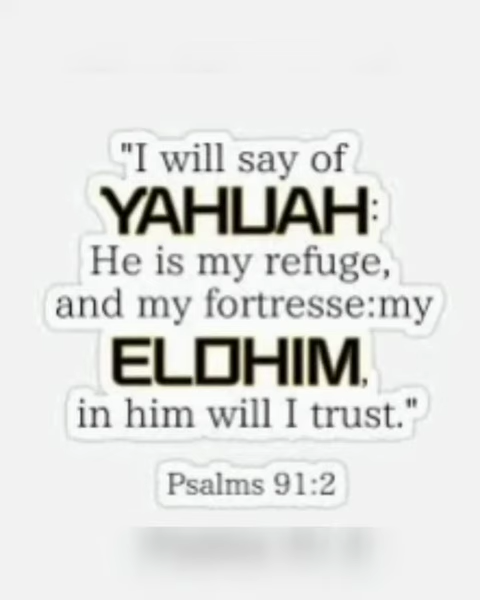 "I will say of
YAHUAH:
He is my refuge,
and my fortresse:my
ELOHIM,
in him will I trust."
Psalms 91:2